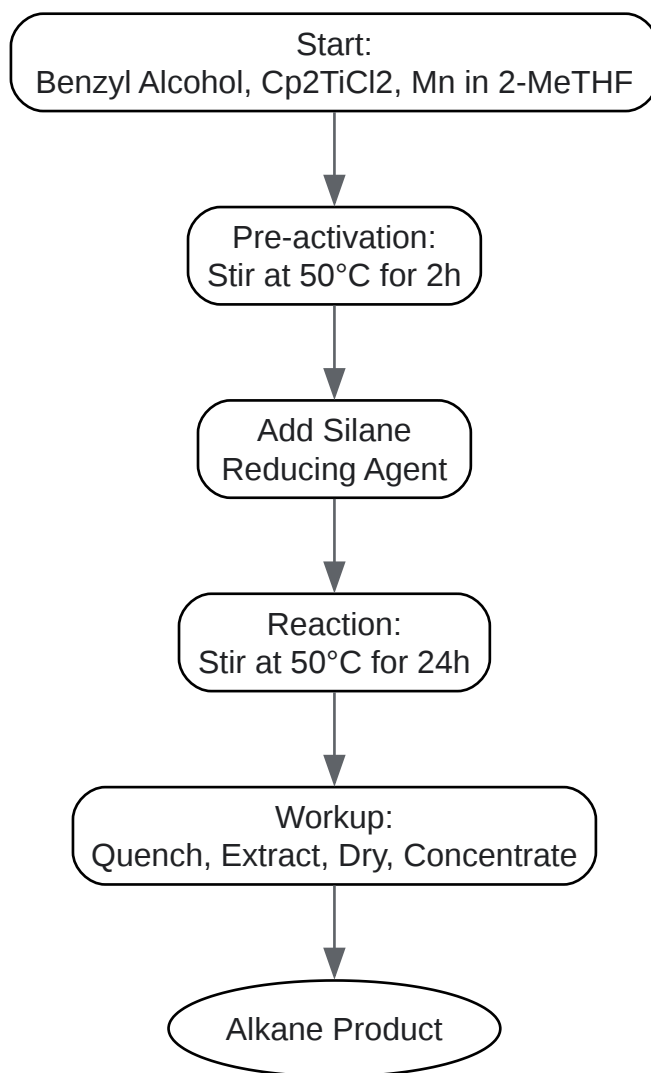 Start:
Benzyl Alcohol, Cp2TiCl2, Mn in 2-MeTHF
Pre-activation:
Stir at 50°C for 2h
Add Silane
Reducing Agent
Reaction:
Stir at 50°C for 24h
Workup:
Quench, Extract, Dry, Concentrate
Alkane Product